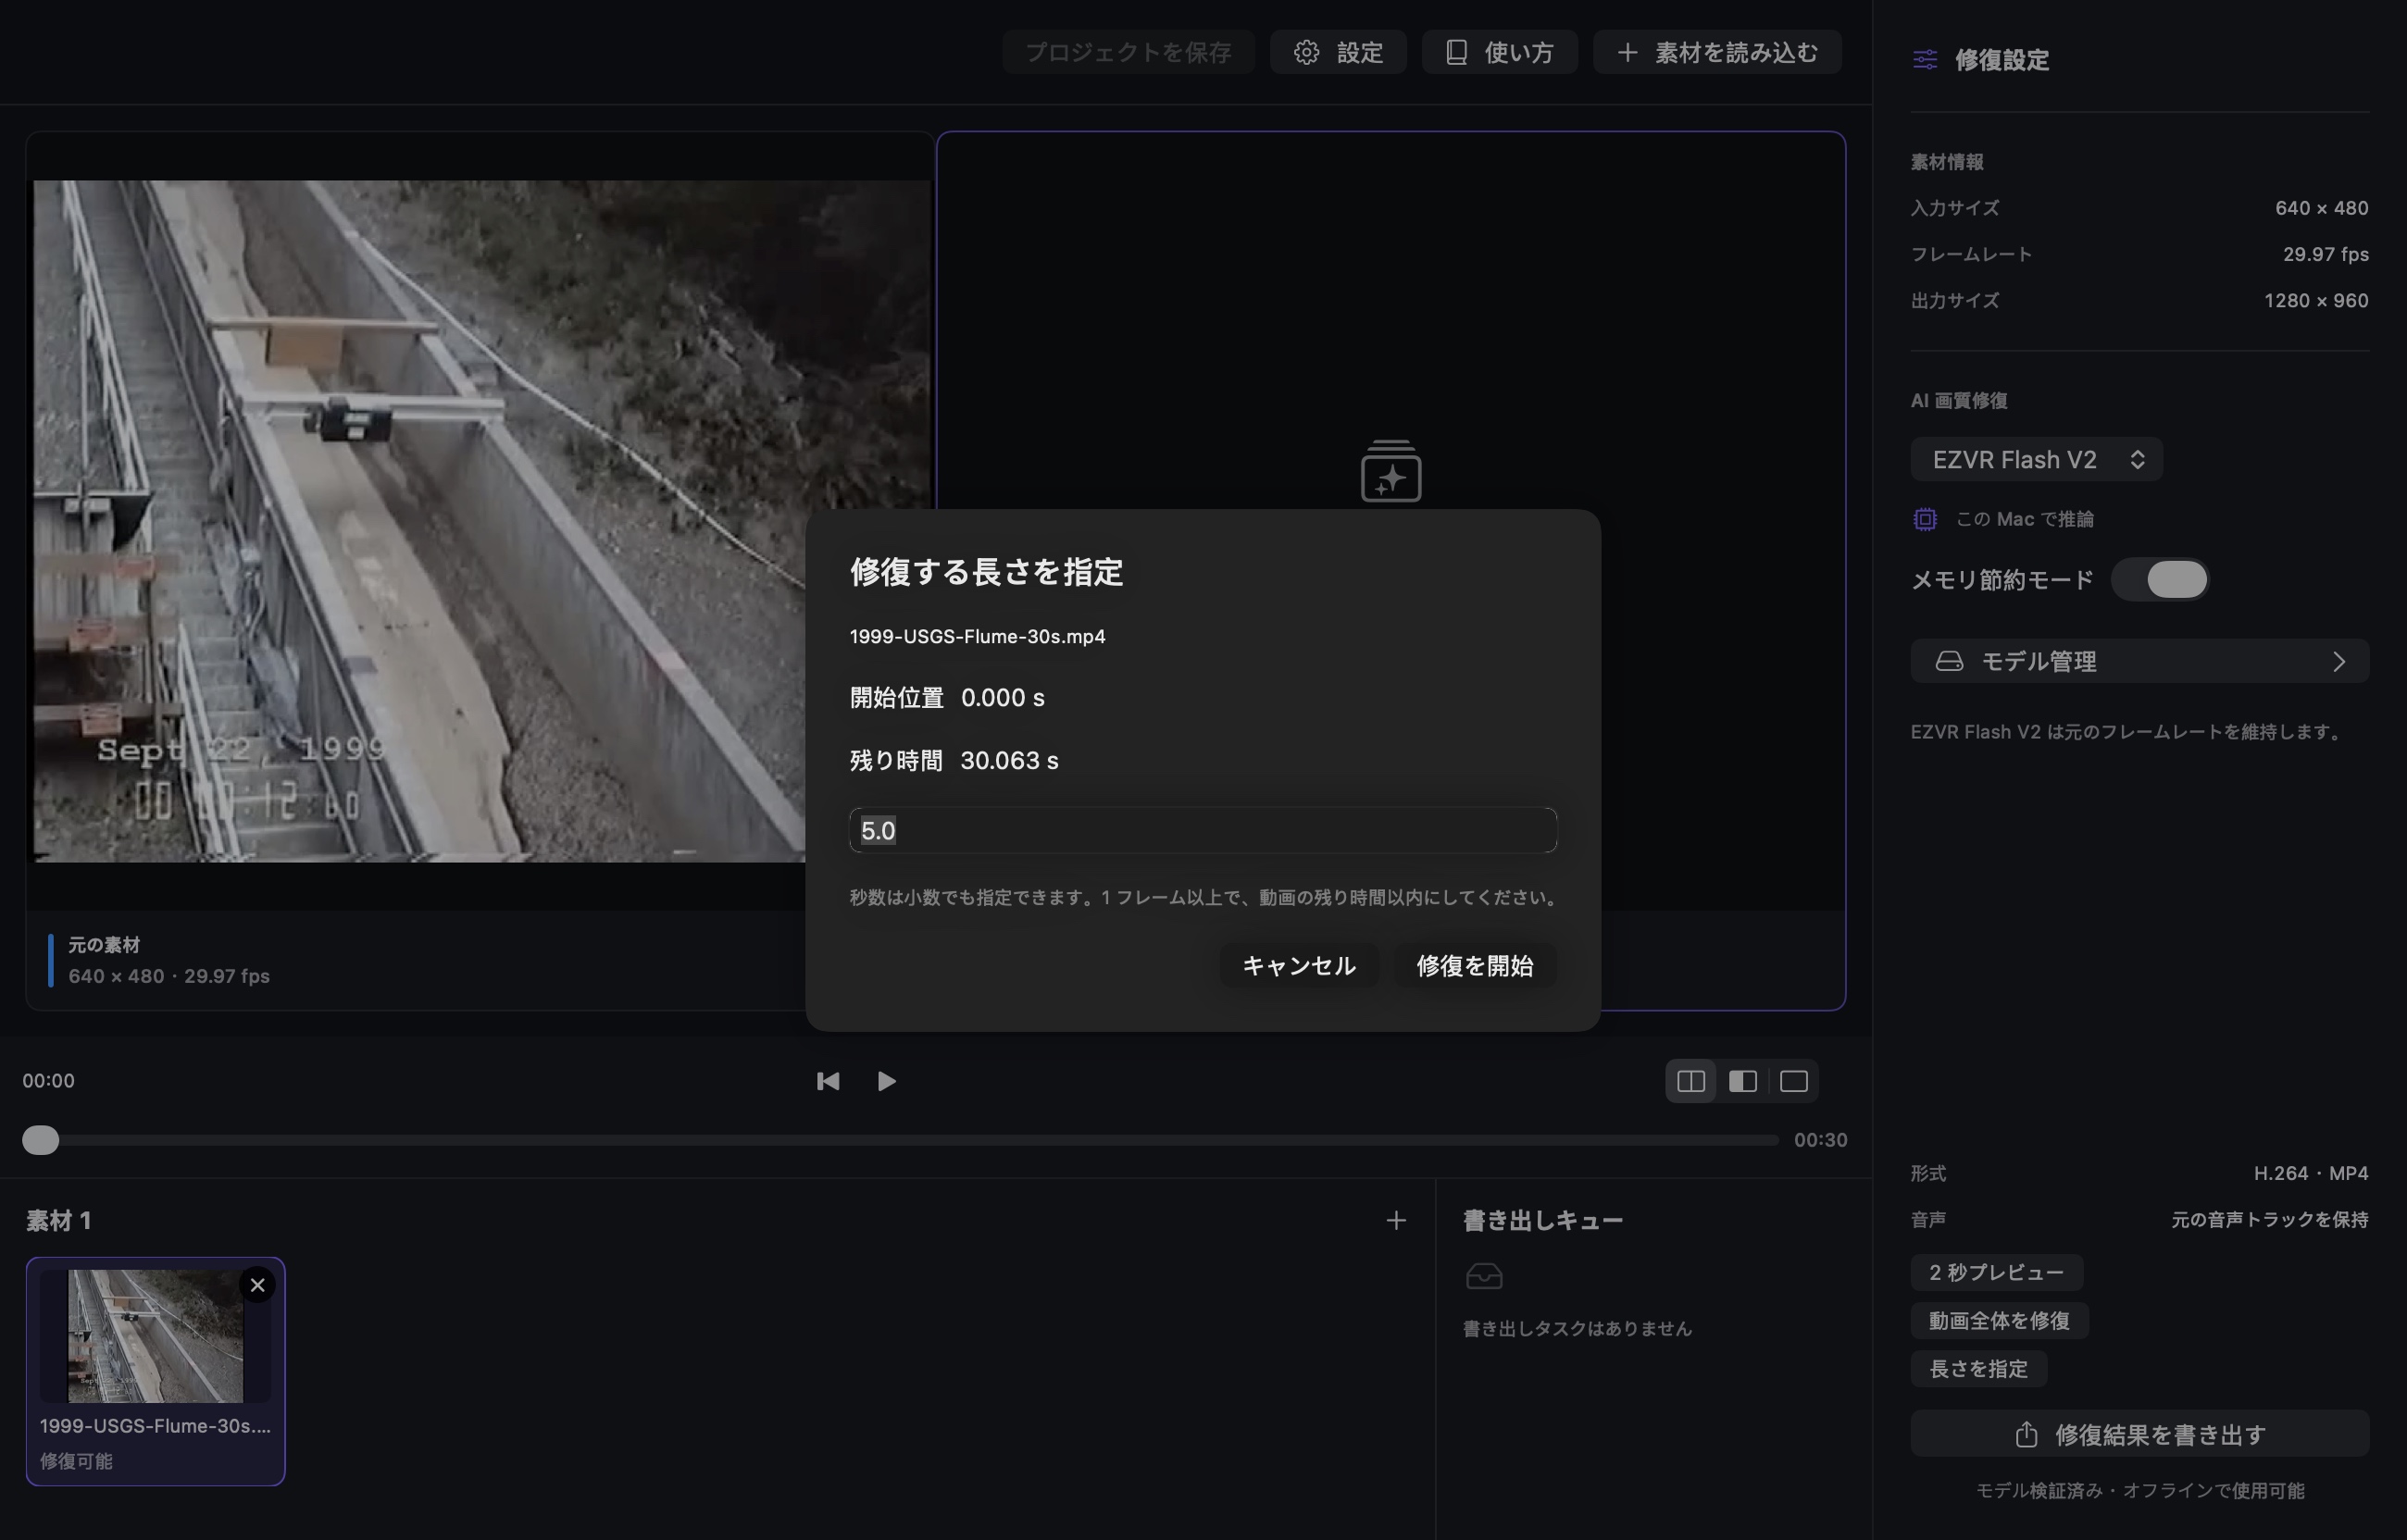 プロジェクトを保存
設定
使い方
素材を読み込む
修復設定
素材情報
入力サイズ 640 × 480
フレームレート 29.97 fps
出力サイズ 1280 × 960
AI 画質修復
EZVR Flash V2
この Mac で推論
メモリ節約モード
モデル管理
EZVR Flash V2 は元のフレームレートを維持します。
Sept 22 1999
修復する長さを指定
1999-USGS-Flume-30s.mp4
開始位置 0.000 s
残り時間 30.063 s
5.0
秒数は小数でも指定できます。1 フレーム以上で、動画の残り時間以内にしてください。
キャンセル
修復を開始
元の素材
640 × 480 · 29.97 fps
00:00
00:30
素材 1
1999-USGS-Flume-30s....
修復可能
書き出しキュー
書き出しタスクはありません
形式 H.264 · MP4
音声 元の音声トラックを保持
2 秒プレビュー
動画全体を修復
長さを指定
修復結果を書き出す
モデル検証済み · オフラインで使用可能